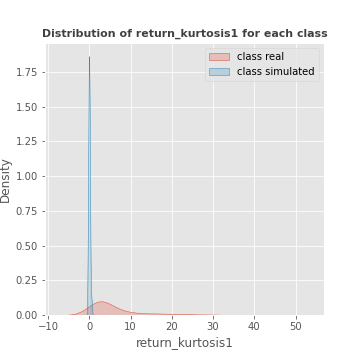 Distribution of return_kurtosis1 for each class
class real
class simulated
1.75
1.50
1.25
1.00
0.75
0.50
0.25
0.00
Density
−10 0 10 20 30 40 50
return_kurtosis1